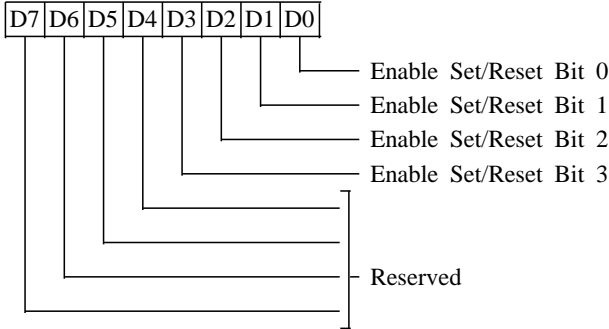 D7 D6 D5 D4 D3 D2 D1 D0
Enable Set/Reset Bit 0
Enable Set/Reset Bit 1
Enable Set/Reset Bit 2
Enable Set/Reset Bit 3
Reserved